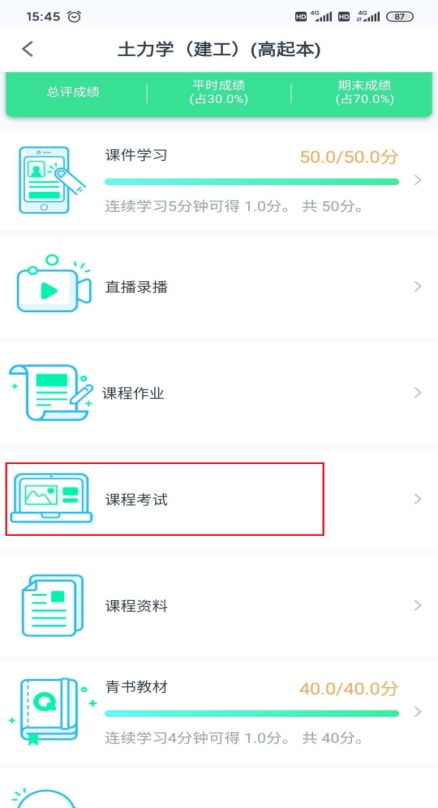 15:45 HD 4G HD 4G 87
土力学（建工）(高起本)
总评成绩
平时成绩
(占30.0%)
期末成绩
(占70.0%)
课件学习 50.0/50.0分
连续学习5分钟可得 1.0分。 共 50分。
直播录播
课程作业
课程考试
课程资料
青书教材 40.0/40.0分
连续学习4分钟可得 1.0分。 共 40分。